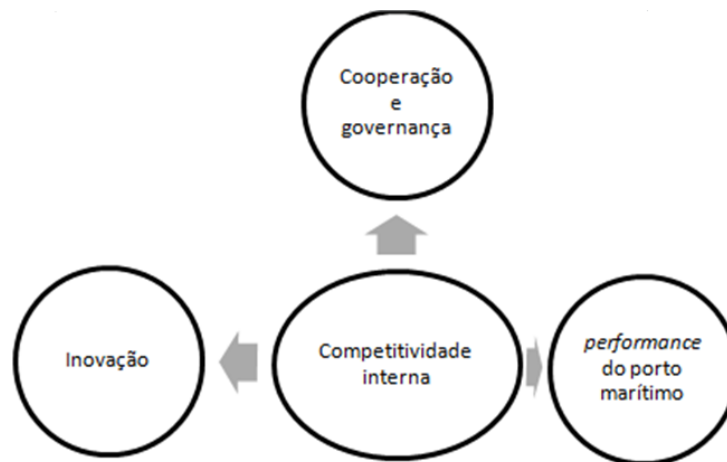 Cooperação
e
governança
Inovação
Competitividade
interna
performance
do porto
marítimo